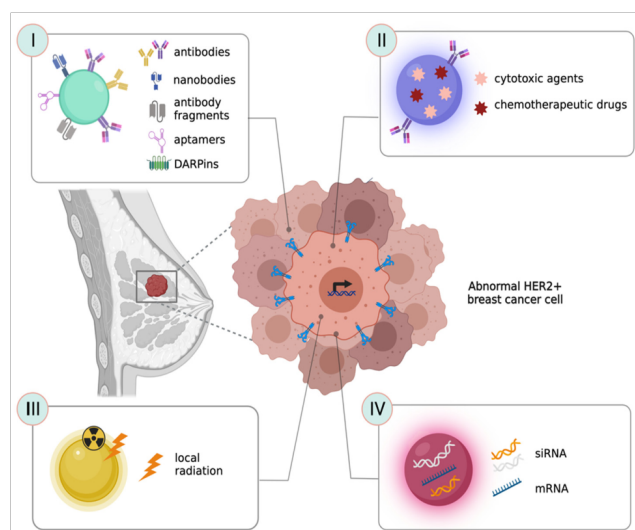 I
antibodies
nanobodies
antibody
fragments
aptamers
DARPins
II
cytotoxic agents
chemotherapeutic drugs
Abnormal HER2+
breast cancer cell
III
local
radiation
IV
siRNA
mRNA